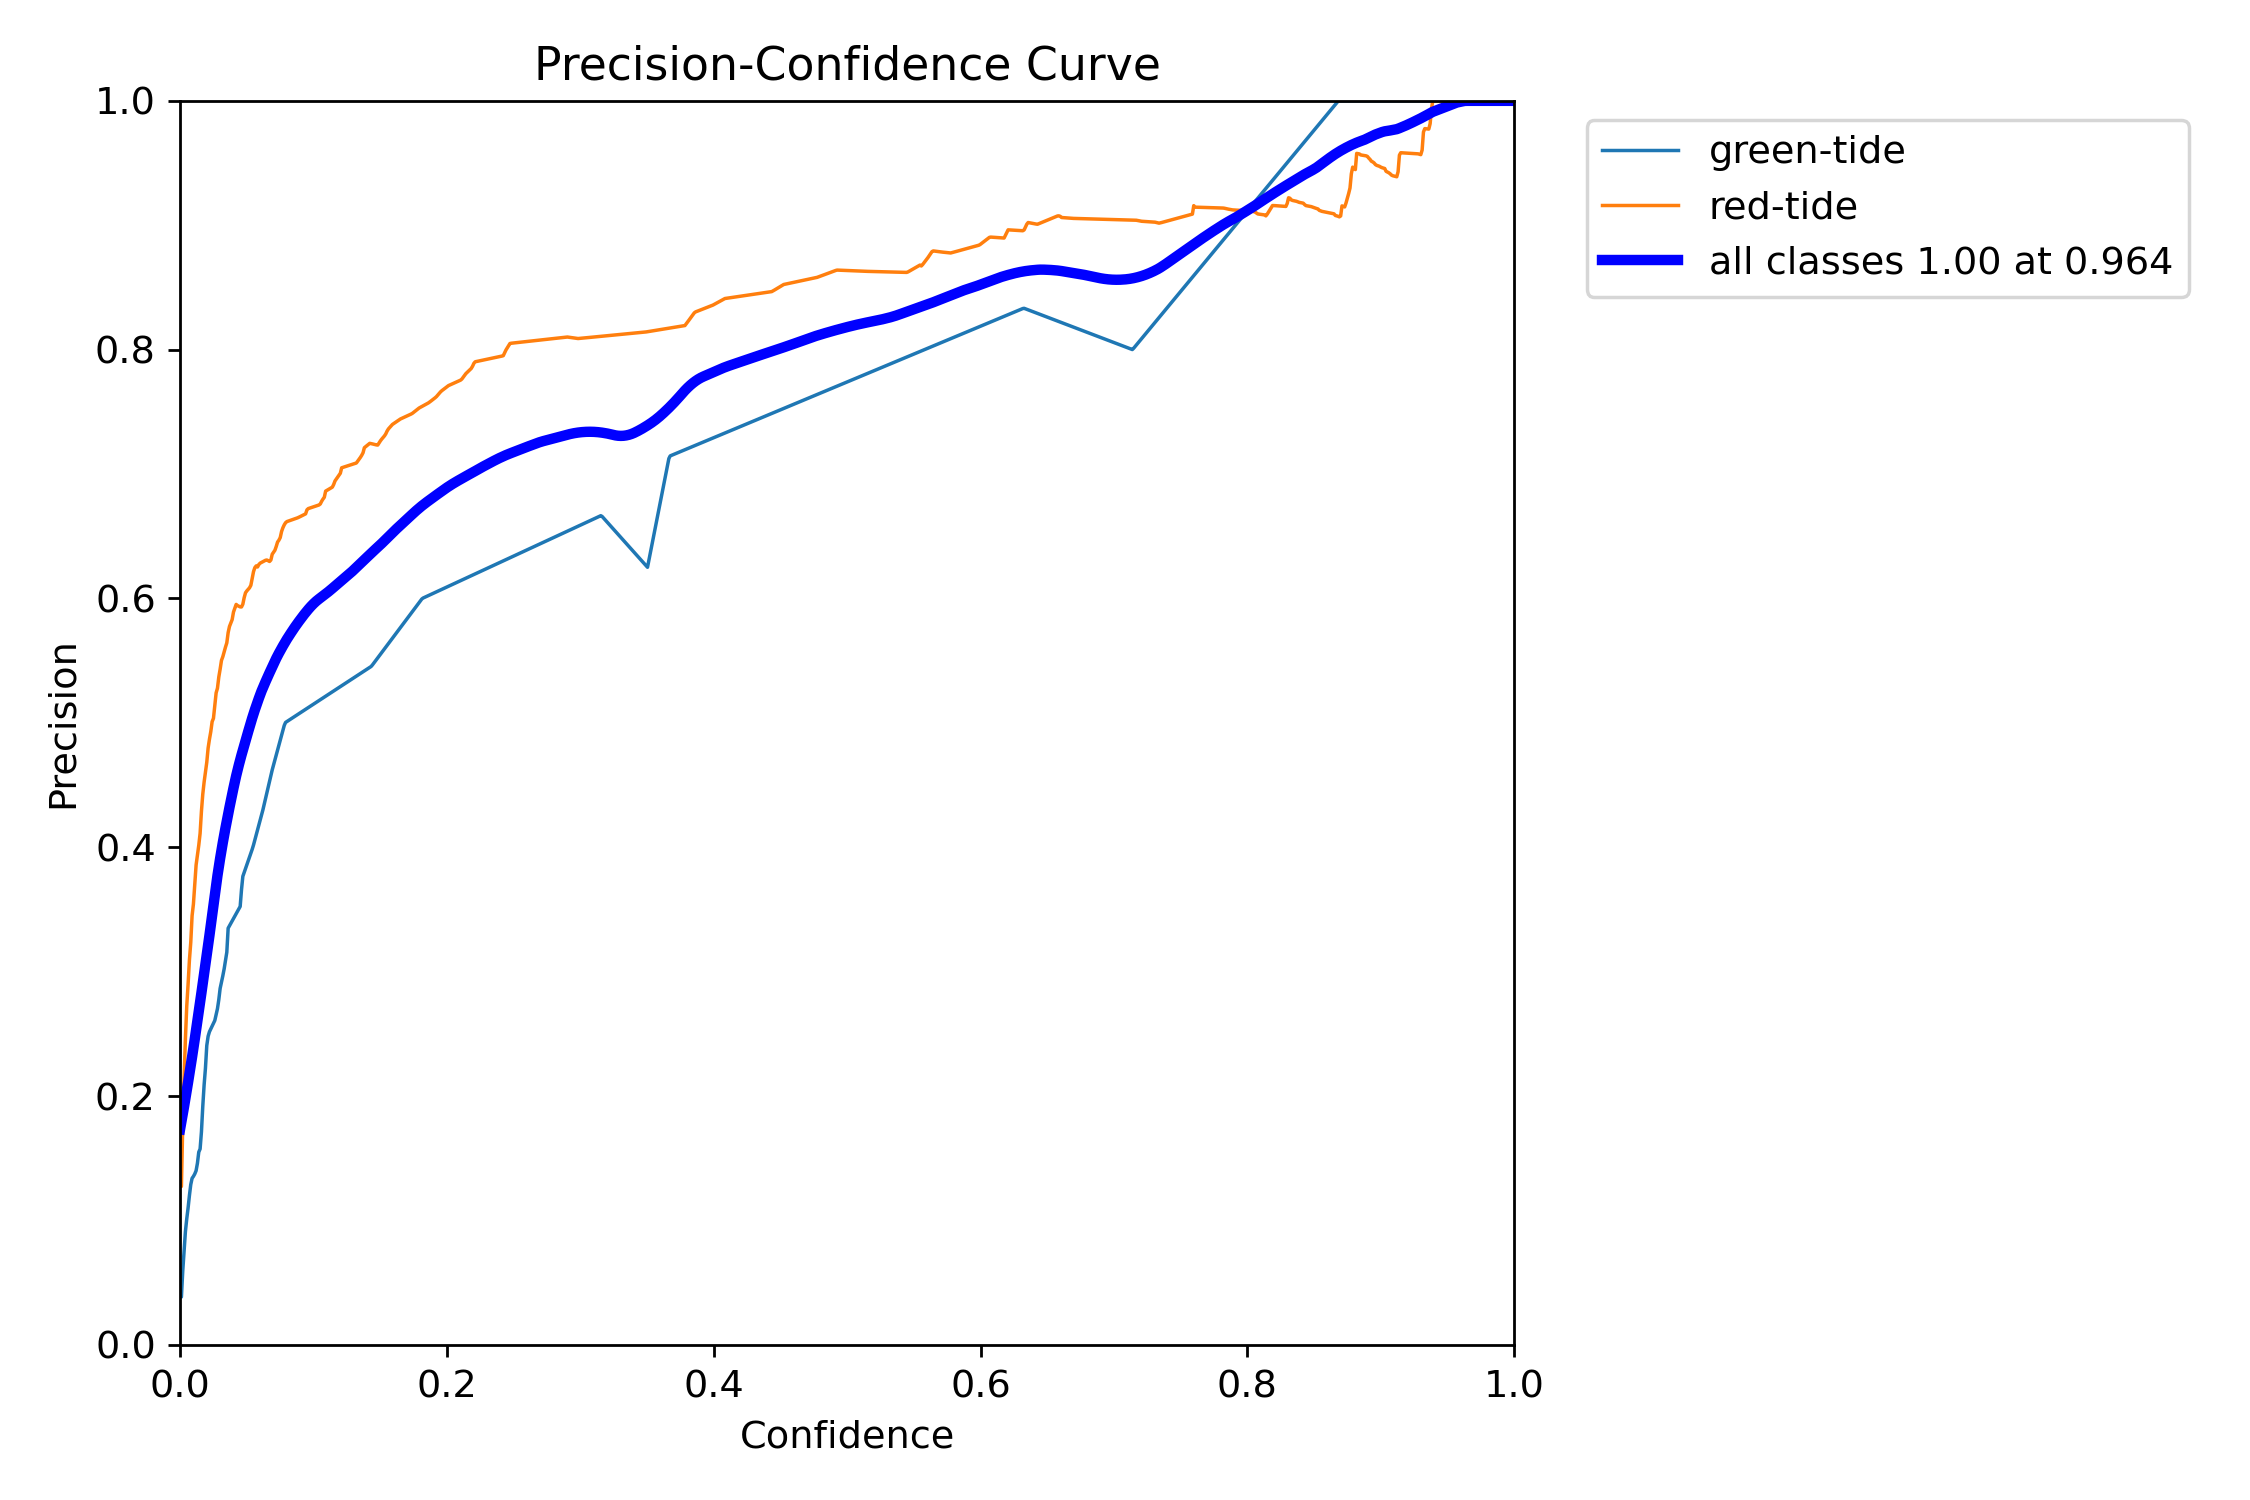 Precision-Confidence Curve
1.0
0.8
0.6
0.4
0.2
0.0
Precision
0.0 0.2 0.4 0.6 0.8 1.0
Confidence
green-tide
red-tide
all classes 1.00 at 0.964